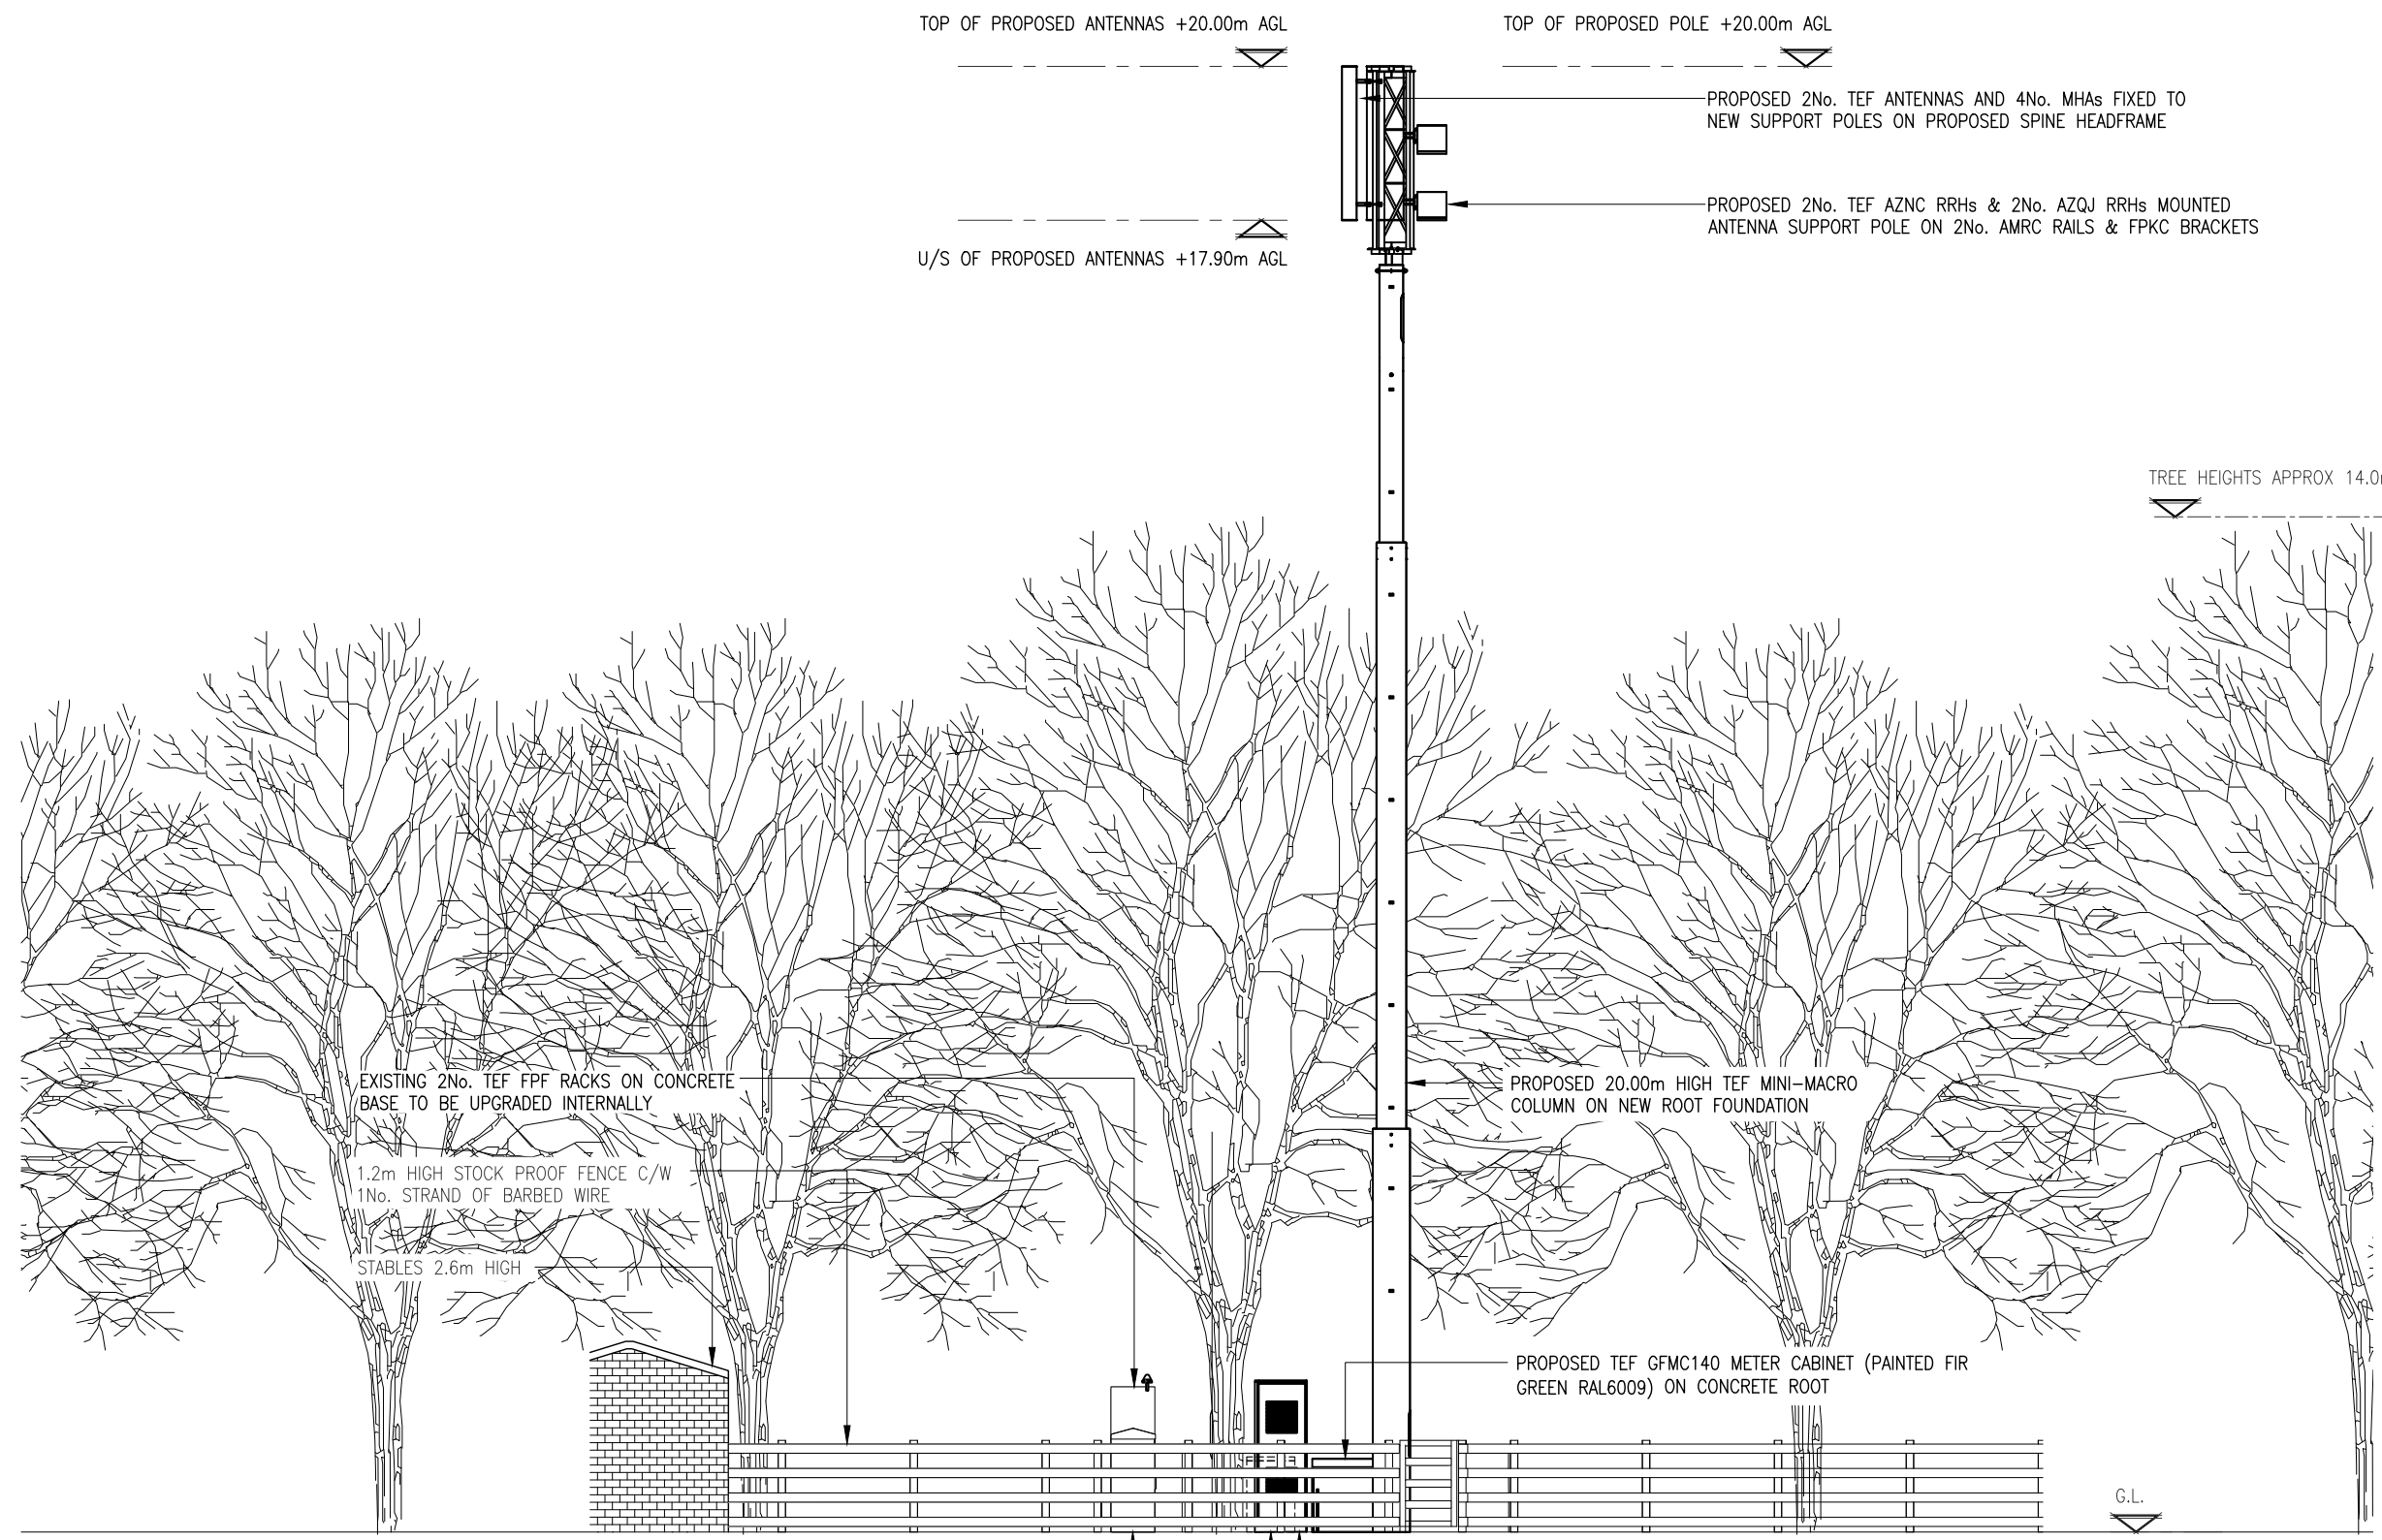 TOP OF PROPOSED ANTENNAS +20.00m AGL
TOP OF PROPOSED POLE +20.00m AGL
PROPOSED 2No. TEF ANTENNAS AND 4No. MHAs FIXED TO
NEW SUPPORT POLES ON PROPOSED SPINE HEADFRAME
PROPOSED 2No. TEF AZNC RRHs & 2No. AZQJ RRHs MOUNTED
ANTENNA SUPPORT POLE ON 2No. AMRC RAILS & FPKC BRACKETS
U/S OF PROPOSED ANTENNAS +17.90m AGL
TREE HEIGHTS APPROX 14.0
EXISTING 2No. TEF FPF RACKS ON CONCRETE
BASE TO BE UPGRADED INTERNALLY
PROPOSED 20.00m HIGH TEF MINI-MACRO
COLUMN ON NEW ROOT FOUNDATION
1.2m HIGH STOCK PROOF FENCE C/W
1No. STRAND OF BARBED WIRE
STABLES 2.6m HIGH
PROPOSED TEF GFMC140 METER CABINET (PAINTED FIR
GREEN RAL6009) ON CONCRETE ROOT
G.L.